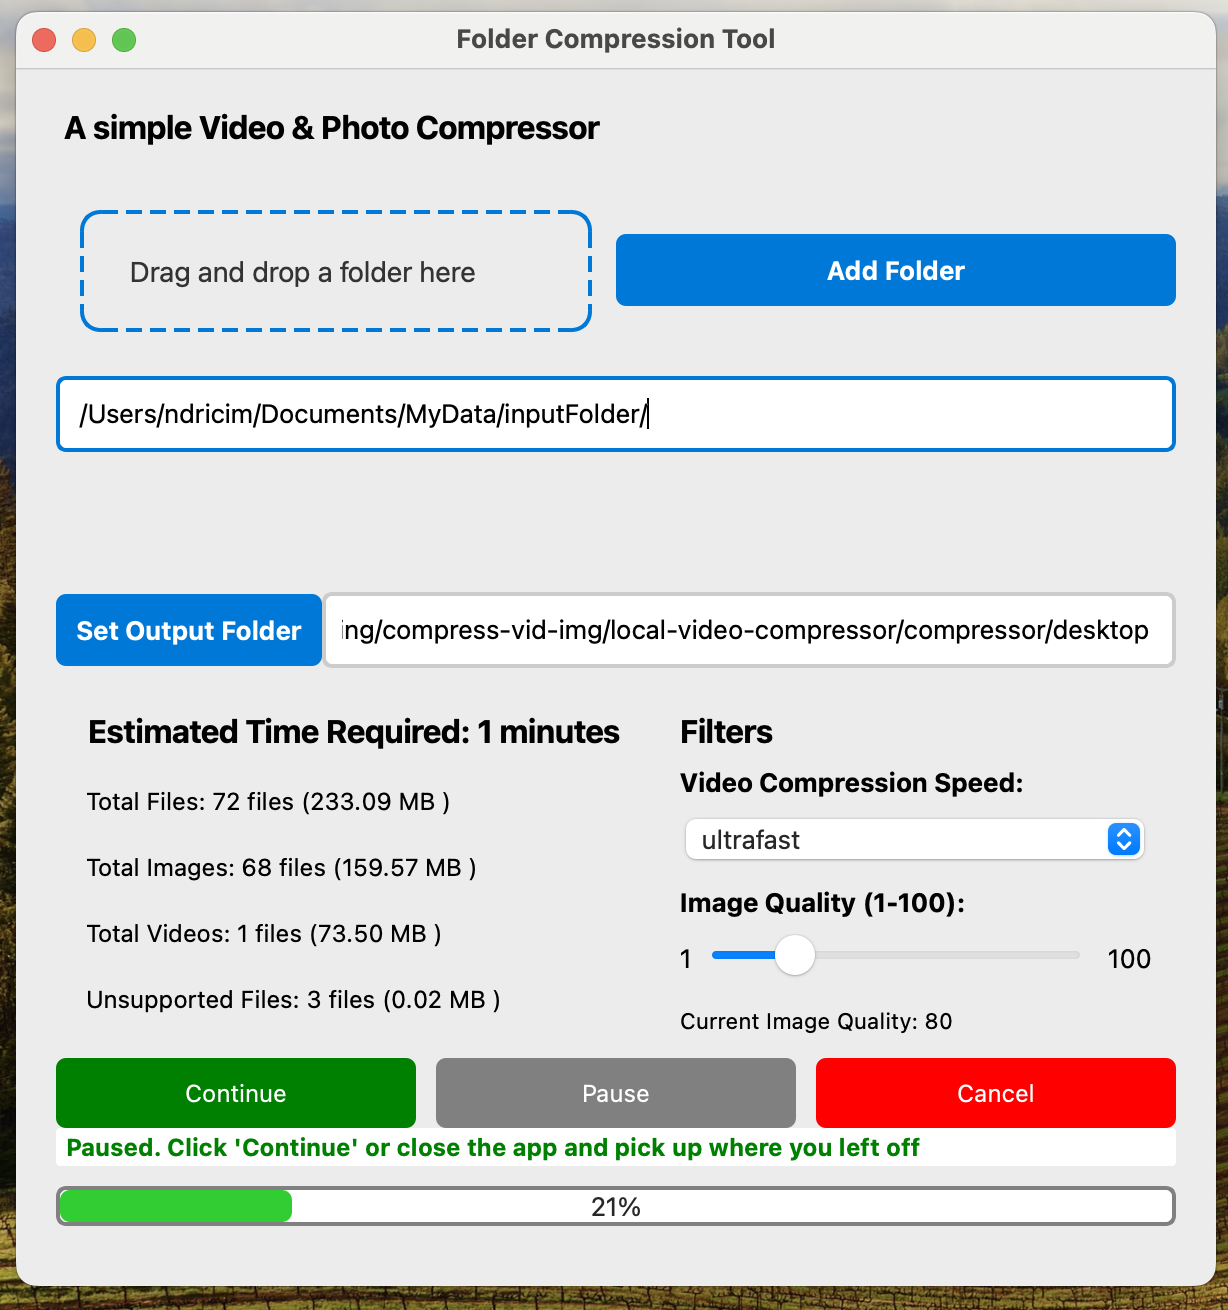 Folder Compression Tool
A simple Video & Photo Compressor
Drag and drop a folder here
Add Folder
/Users/ndricim/Documents/MyData/inputFolder/
Set Output Folder
ing/compress-vid-img/local-video-compressor/compressor/desktop
Estimated Time Required: 1 minutes
Total Files: 72 files (233.09 MB )
Total Images: 68 files (159.57 MB )
Total Videos: 1 files (73.50 MB )
Unsupported Files: 3 files (0.02 MB )
Filters
Video Compression Speed:
ultrafast
Image Quality (1-100):
1
100
Current Image Quality: 80
Continue
Pause
Cancel
Paused. Click 'Continue' or close the app and pick up where you left off
21%